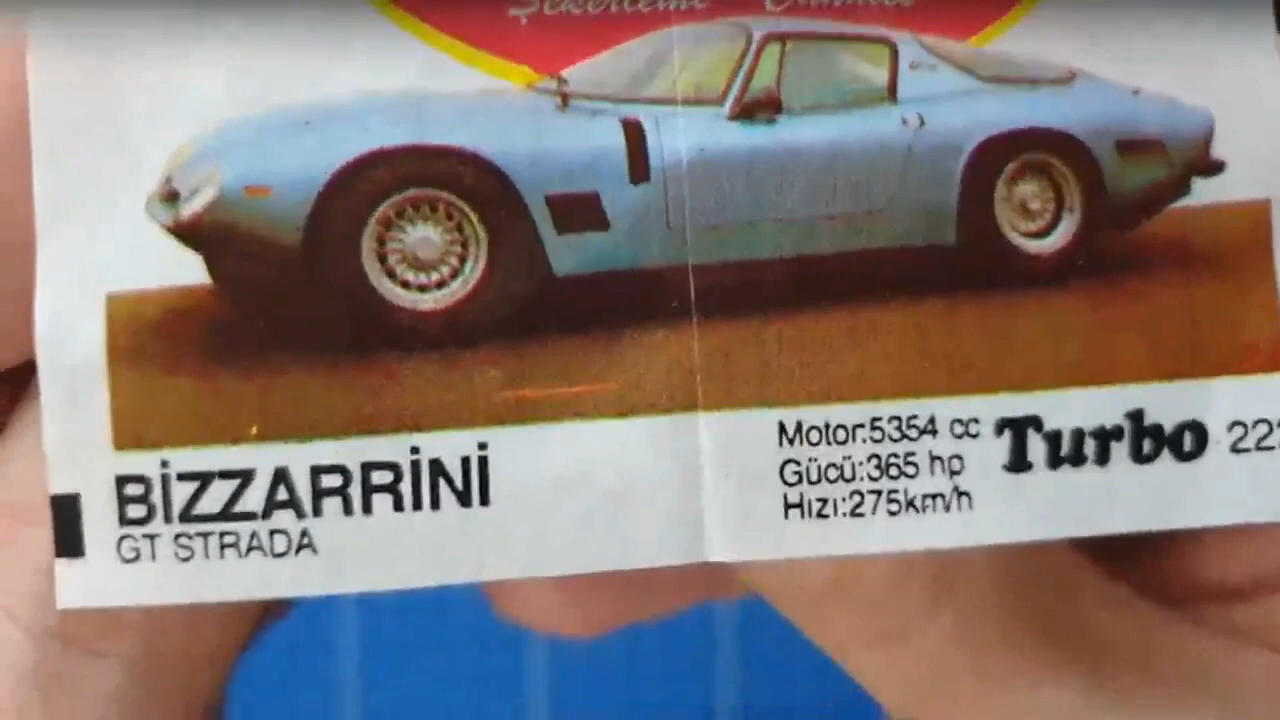 BİZZARRİNİ
GT STRADA
Motor:5354 cc
Gücü:365 hp
Hızı:275km/h
Turbo